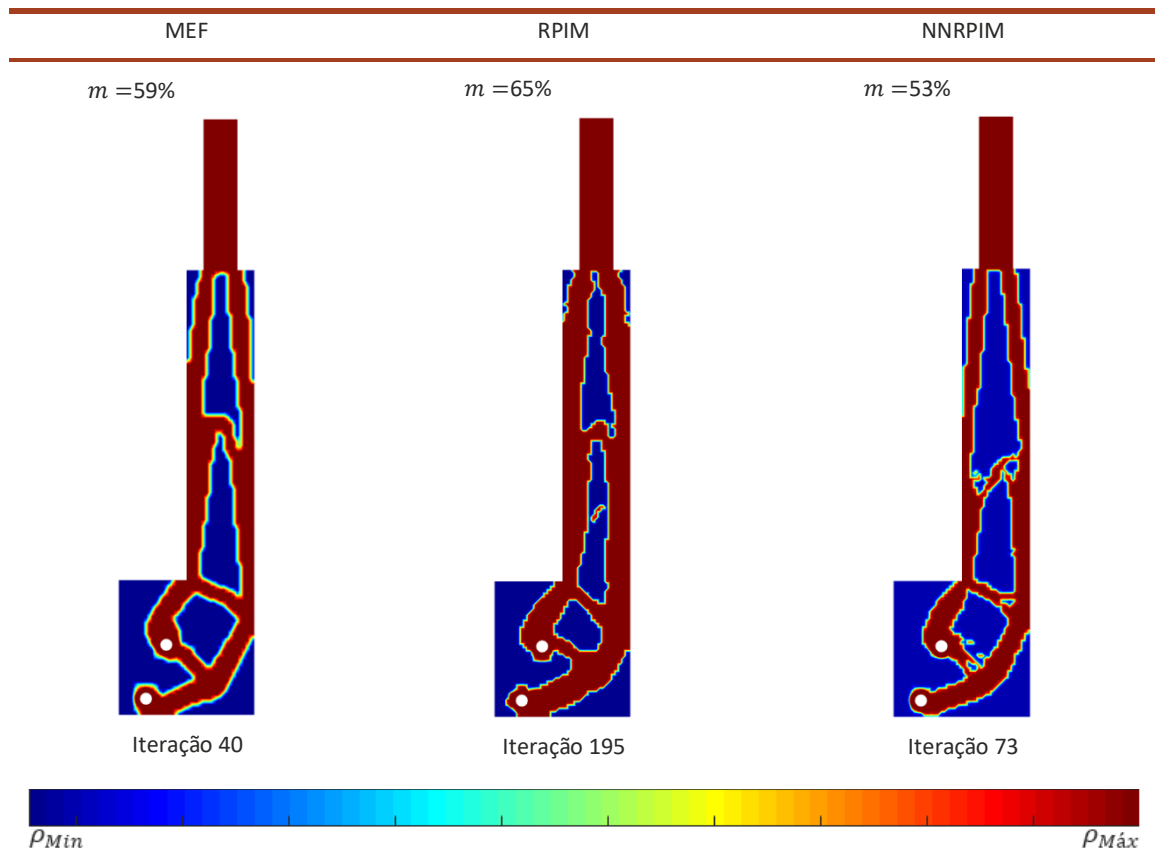 MEF RPIM NNRPIM
m =59% m =65% m =53%
Iteração 40 Iteração 195 Iteração 73
ρMin ρMáx